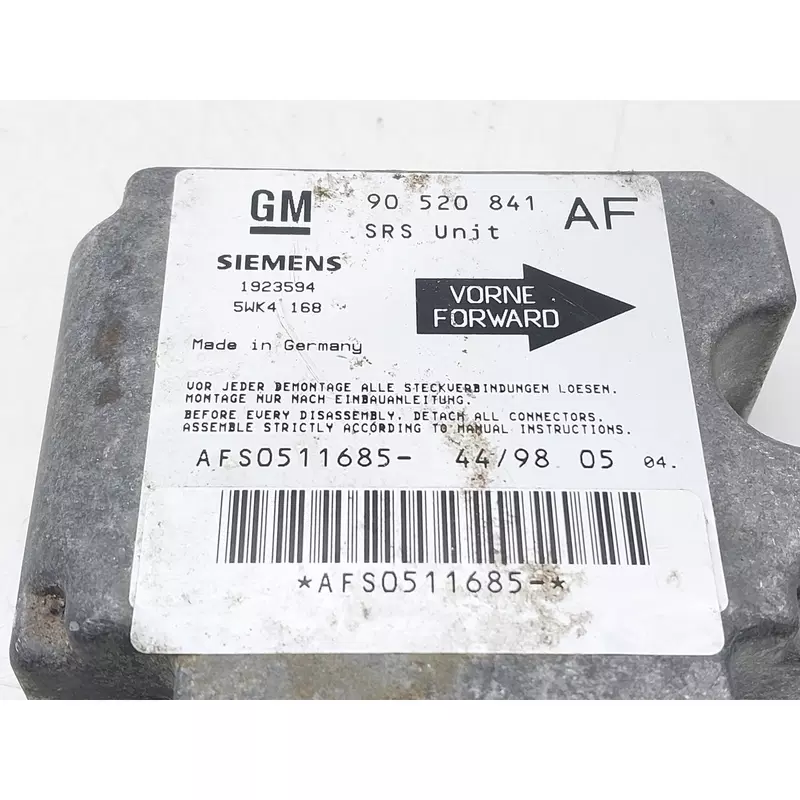 GM 90 520 841 AF
SRS Unit
SIEMENS
1923594
5WK4 168
VORNE
FORWARD
Made in Germany
VOR JEDER DEMONTAGE ALLE STECKVERBINDUNGEN LOESEN.
MONTAGE NUR NACH EINBAUANLEITUNG.
BEFORE EVERY DISASSEMBLY. DETACH ALL CONNECTORS.
ASSEMBLE STRICTLY ACCORDING TO MANUAL INSTRUCTIONS.
AFS0511685- 44/98 05 04.
*AFS0511685-*